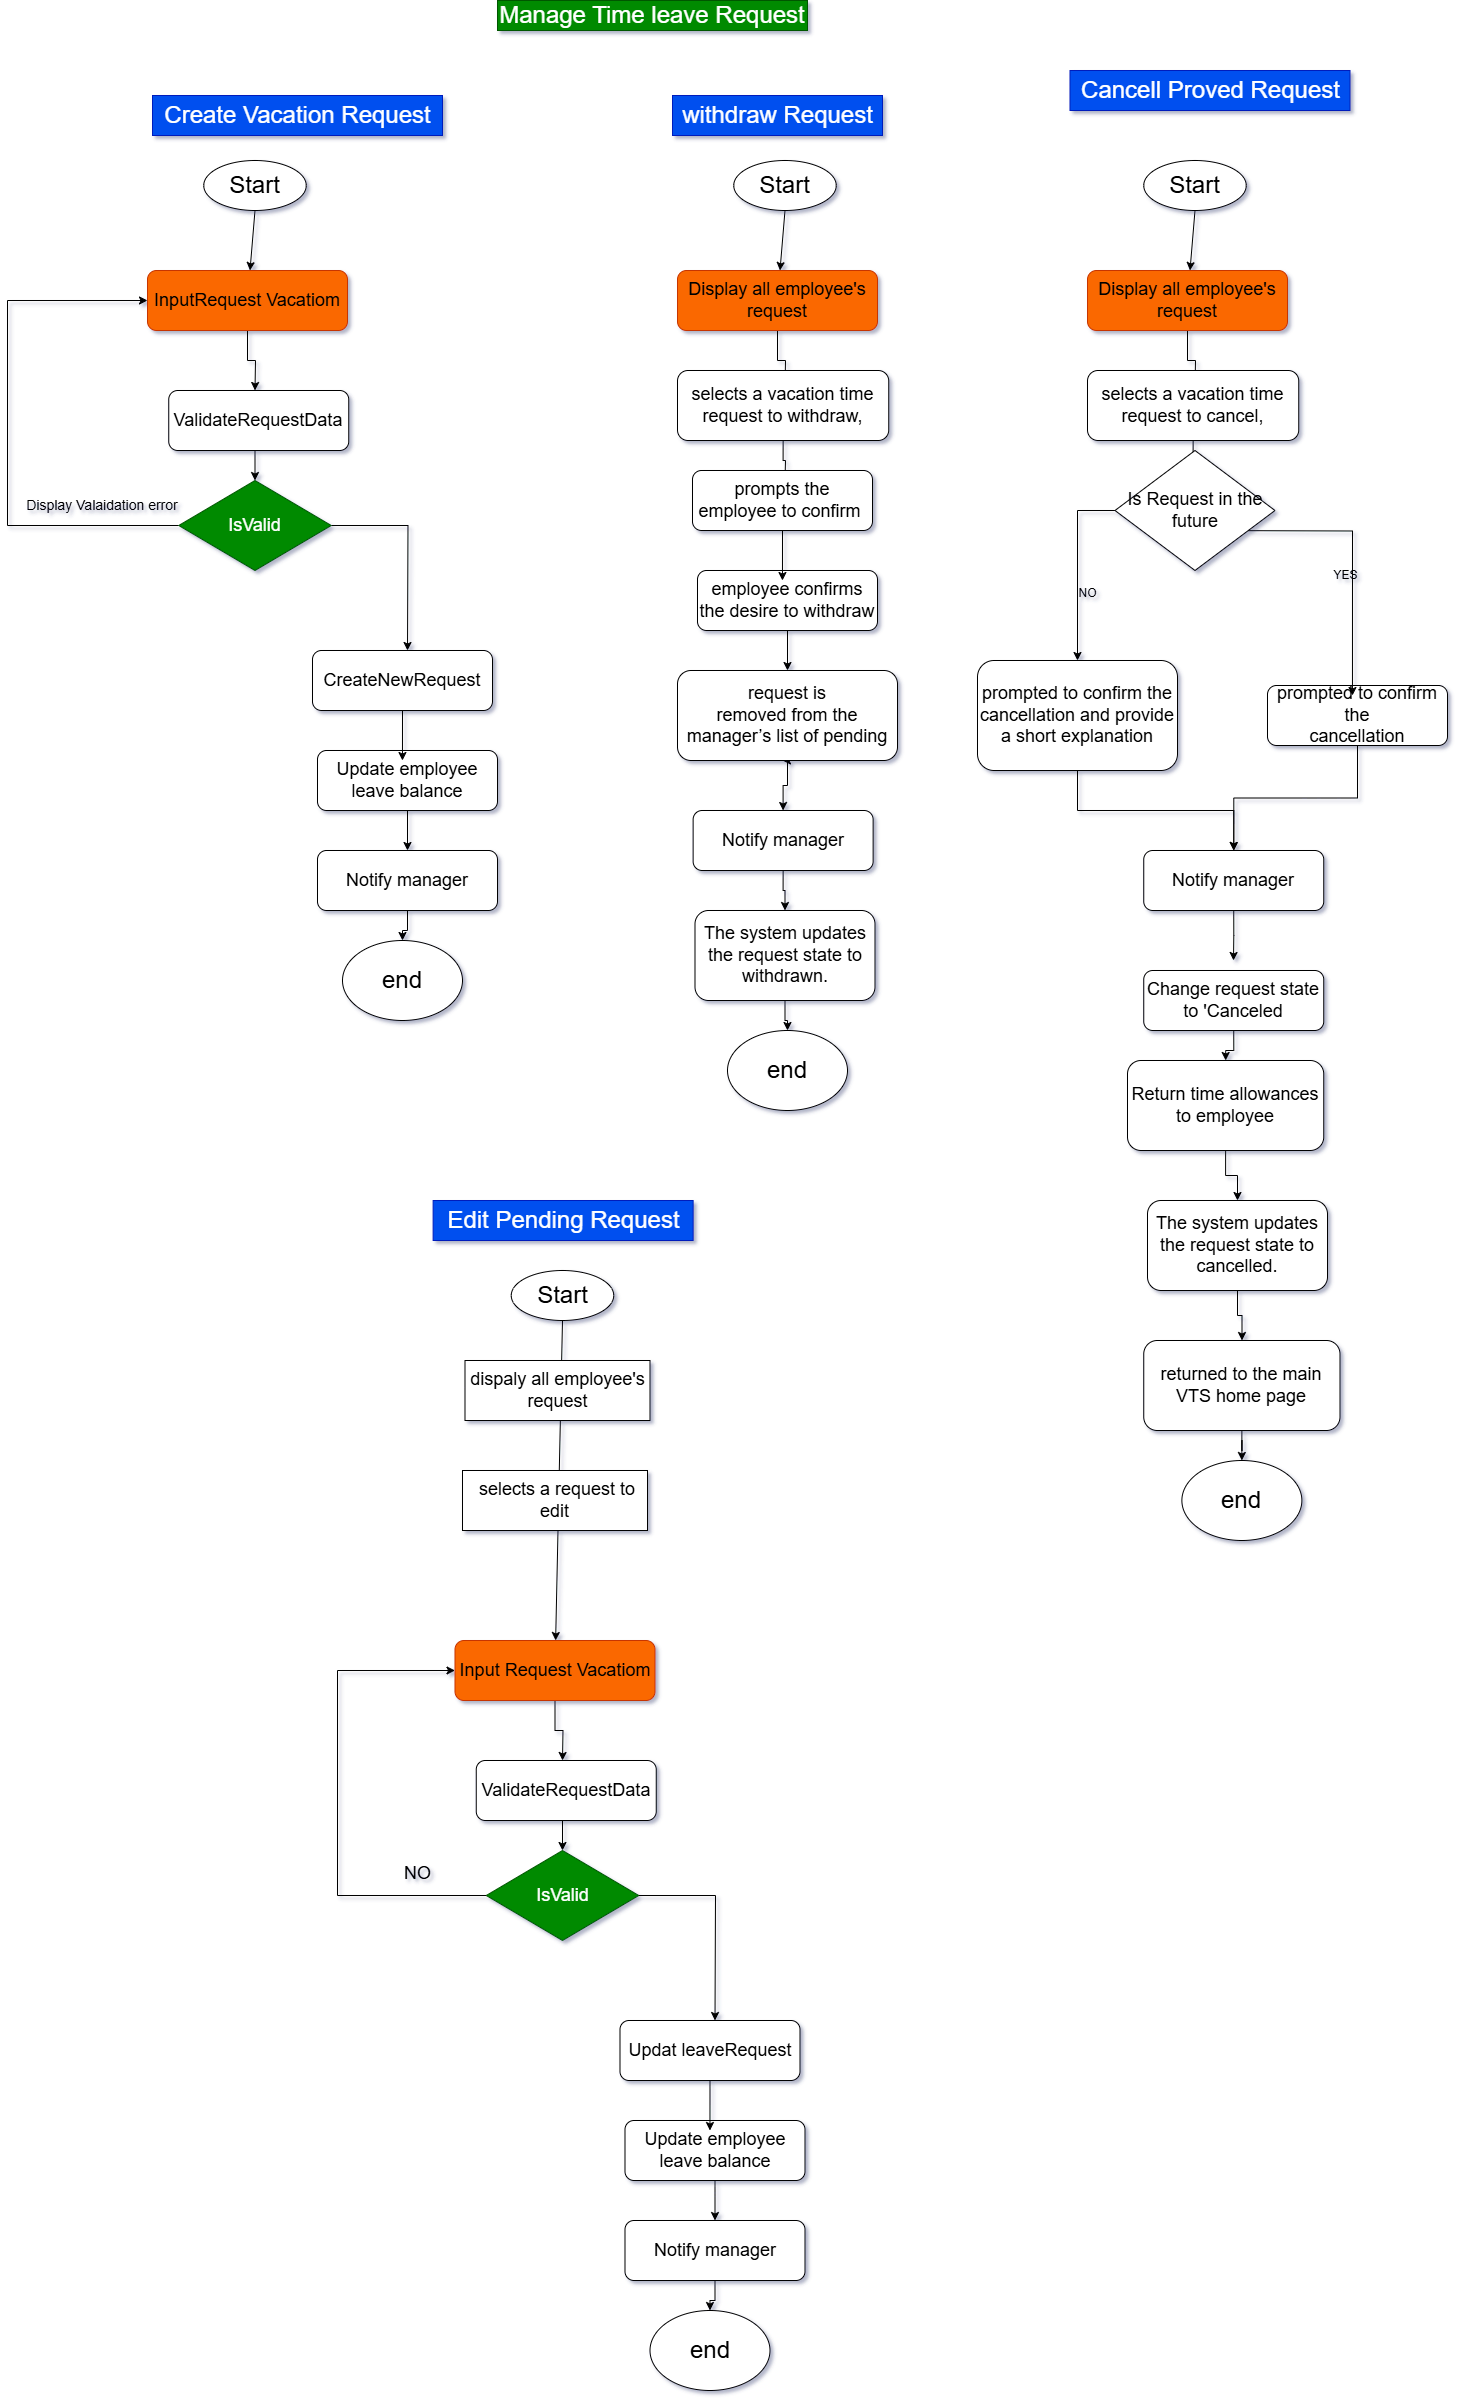 Manage Time leave Request
Create Vacation Request
Start
InputRequest Vacatiom
ValidateRequestData
Display Valaidation error
IsValid
CreateNewRequest
Update employee
leave balance
Notify manager
end
withdraw Request
Start
Display all employee's
request
selects a vacation time
request to withdraw,
prompts the
employee to confirm
employee confirms
the desire to withdraw
request is
removed from the
manager’s list of pending
Notify manager
The system updates
the request state to
withdrawn.
end
Cancell Proved Request
Start
Display all employee's
request
selects a vacation time
request to cancel,
Is Request in the
future
NO
YES
prompted to confirm the
cancellation and provide
a short explanation
prompted to confirm
the
cancellation
Notify manager
Change request state
to 'Canceled
Return time allowances
to employee
The system updates
the request state to
cancelled.
returned to the main
VTS home page
end
Edit Pending Request
Start
dispaly all employee's
request
selects a request to
edit
Input Request Vacatiom
ValidateRequestData
NO
IsValid
Updat leaveRequest
Update employee
leave balance
Notify manager
end